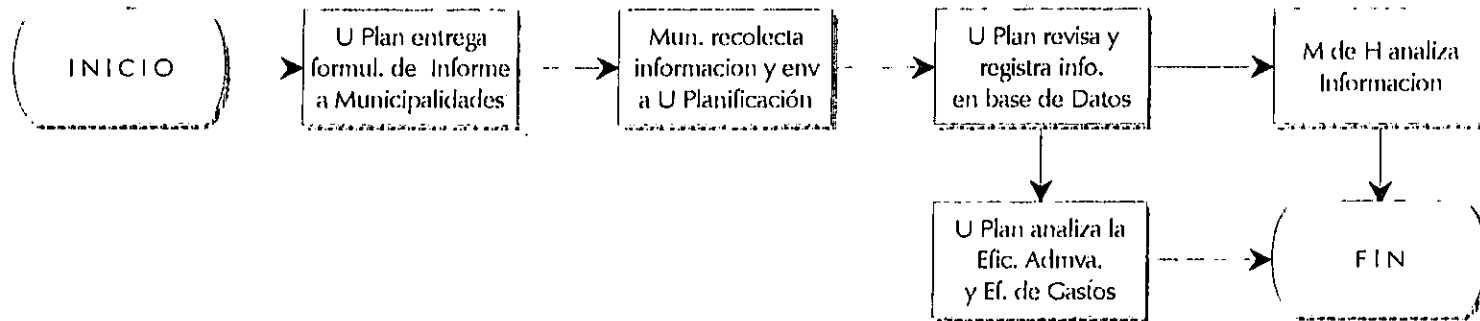 INICIO
U Plan entrega
formul. de Informe
a Municipalidades
Mun. recolecta
informacion y env
a U Planificación
U Plan revisa y
registra info.
en base de Datos
M de H analiza
Informacion
U Plan analiza la
Efic. Admva.
y Ef. de Gastos
FIN